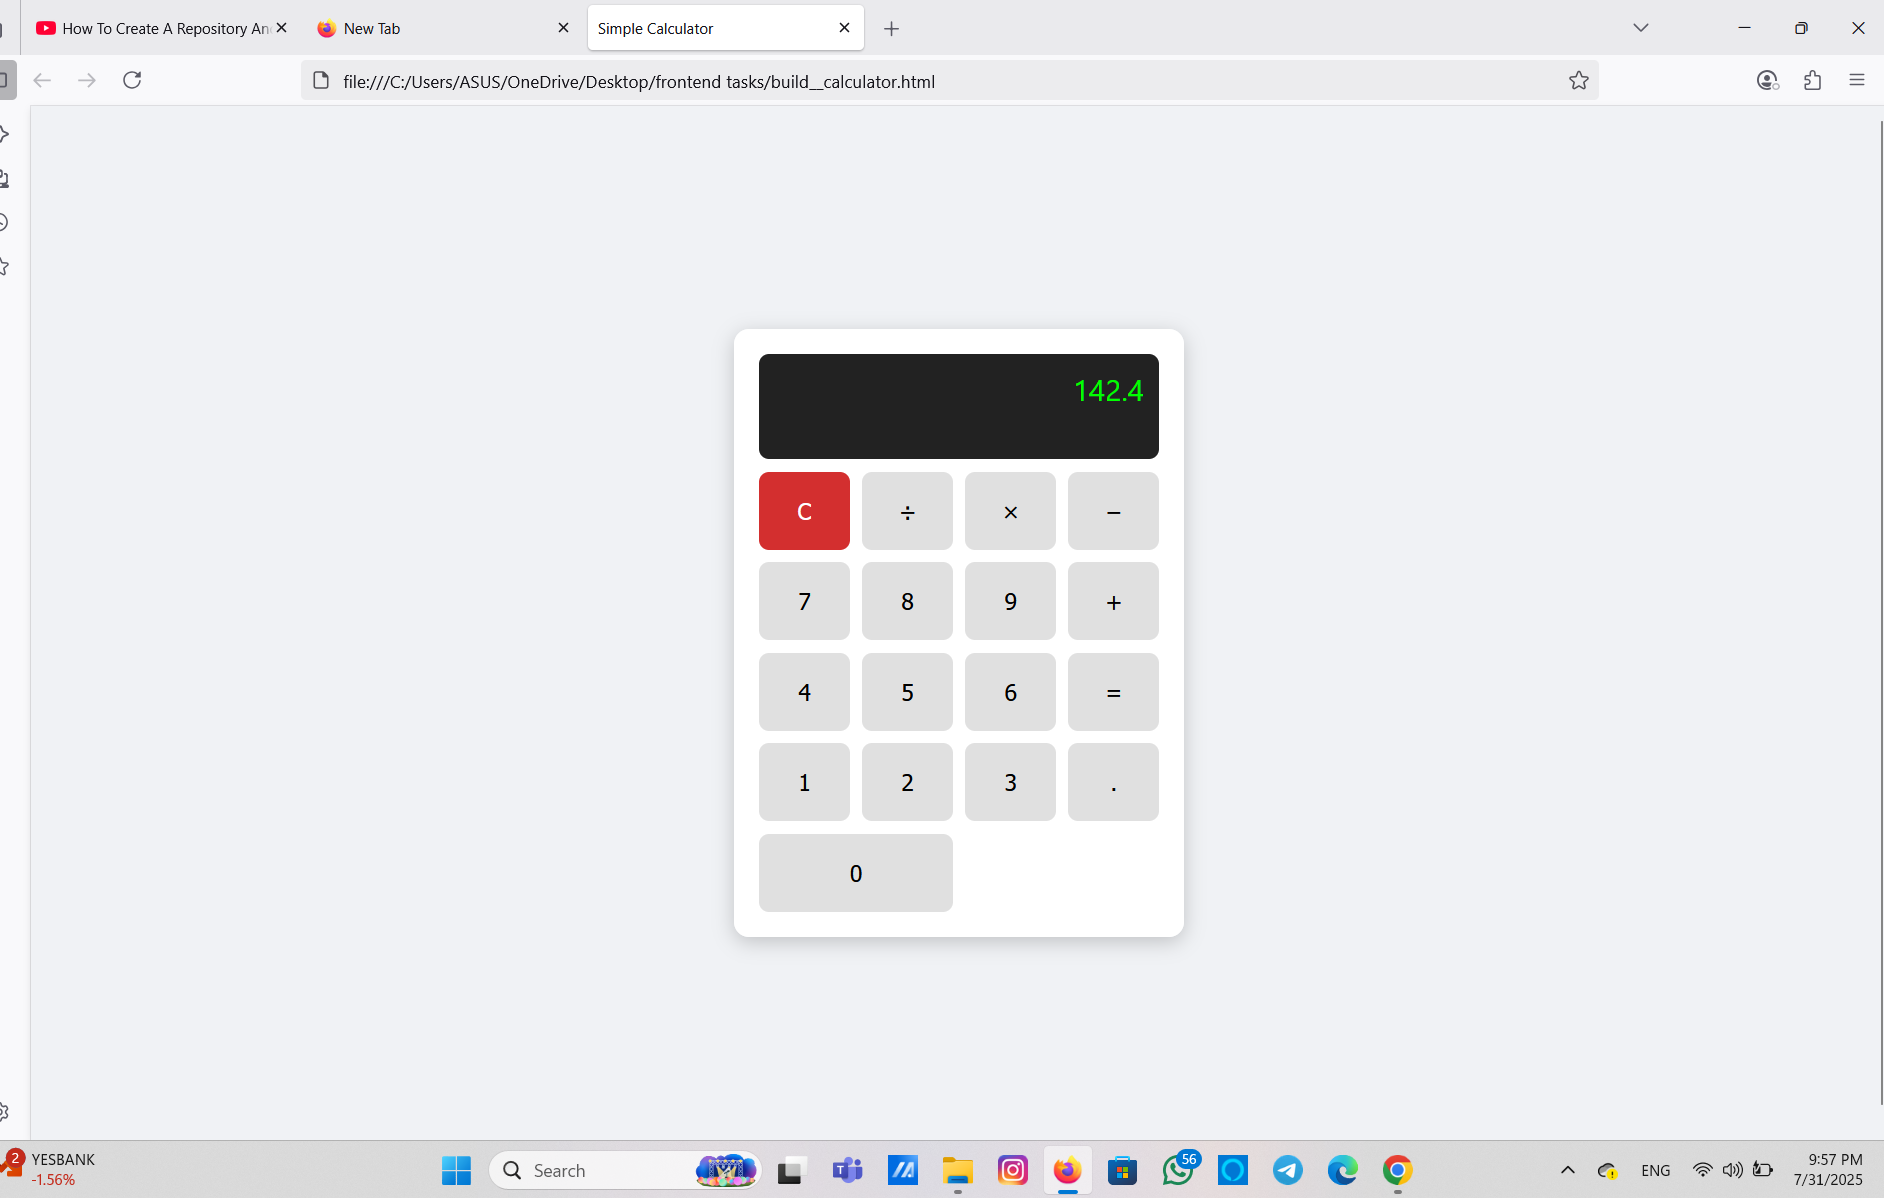 How To Create A Repository An
New Tab
Simple Calculator
file:///C:/Users/ASUS/OneDrive/Desktop/frontend tasks/build__calculator.html
142.4
C ÷ × −
7 8 9 +
4 5 6 =
1 2 3 .
0
2
YESBANK
-1.56%
Search
T
56
ENG
9:57 PM
7/31/2025